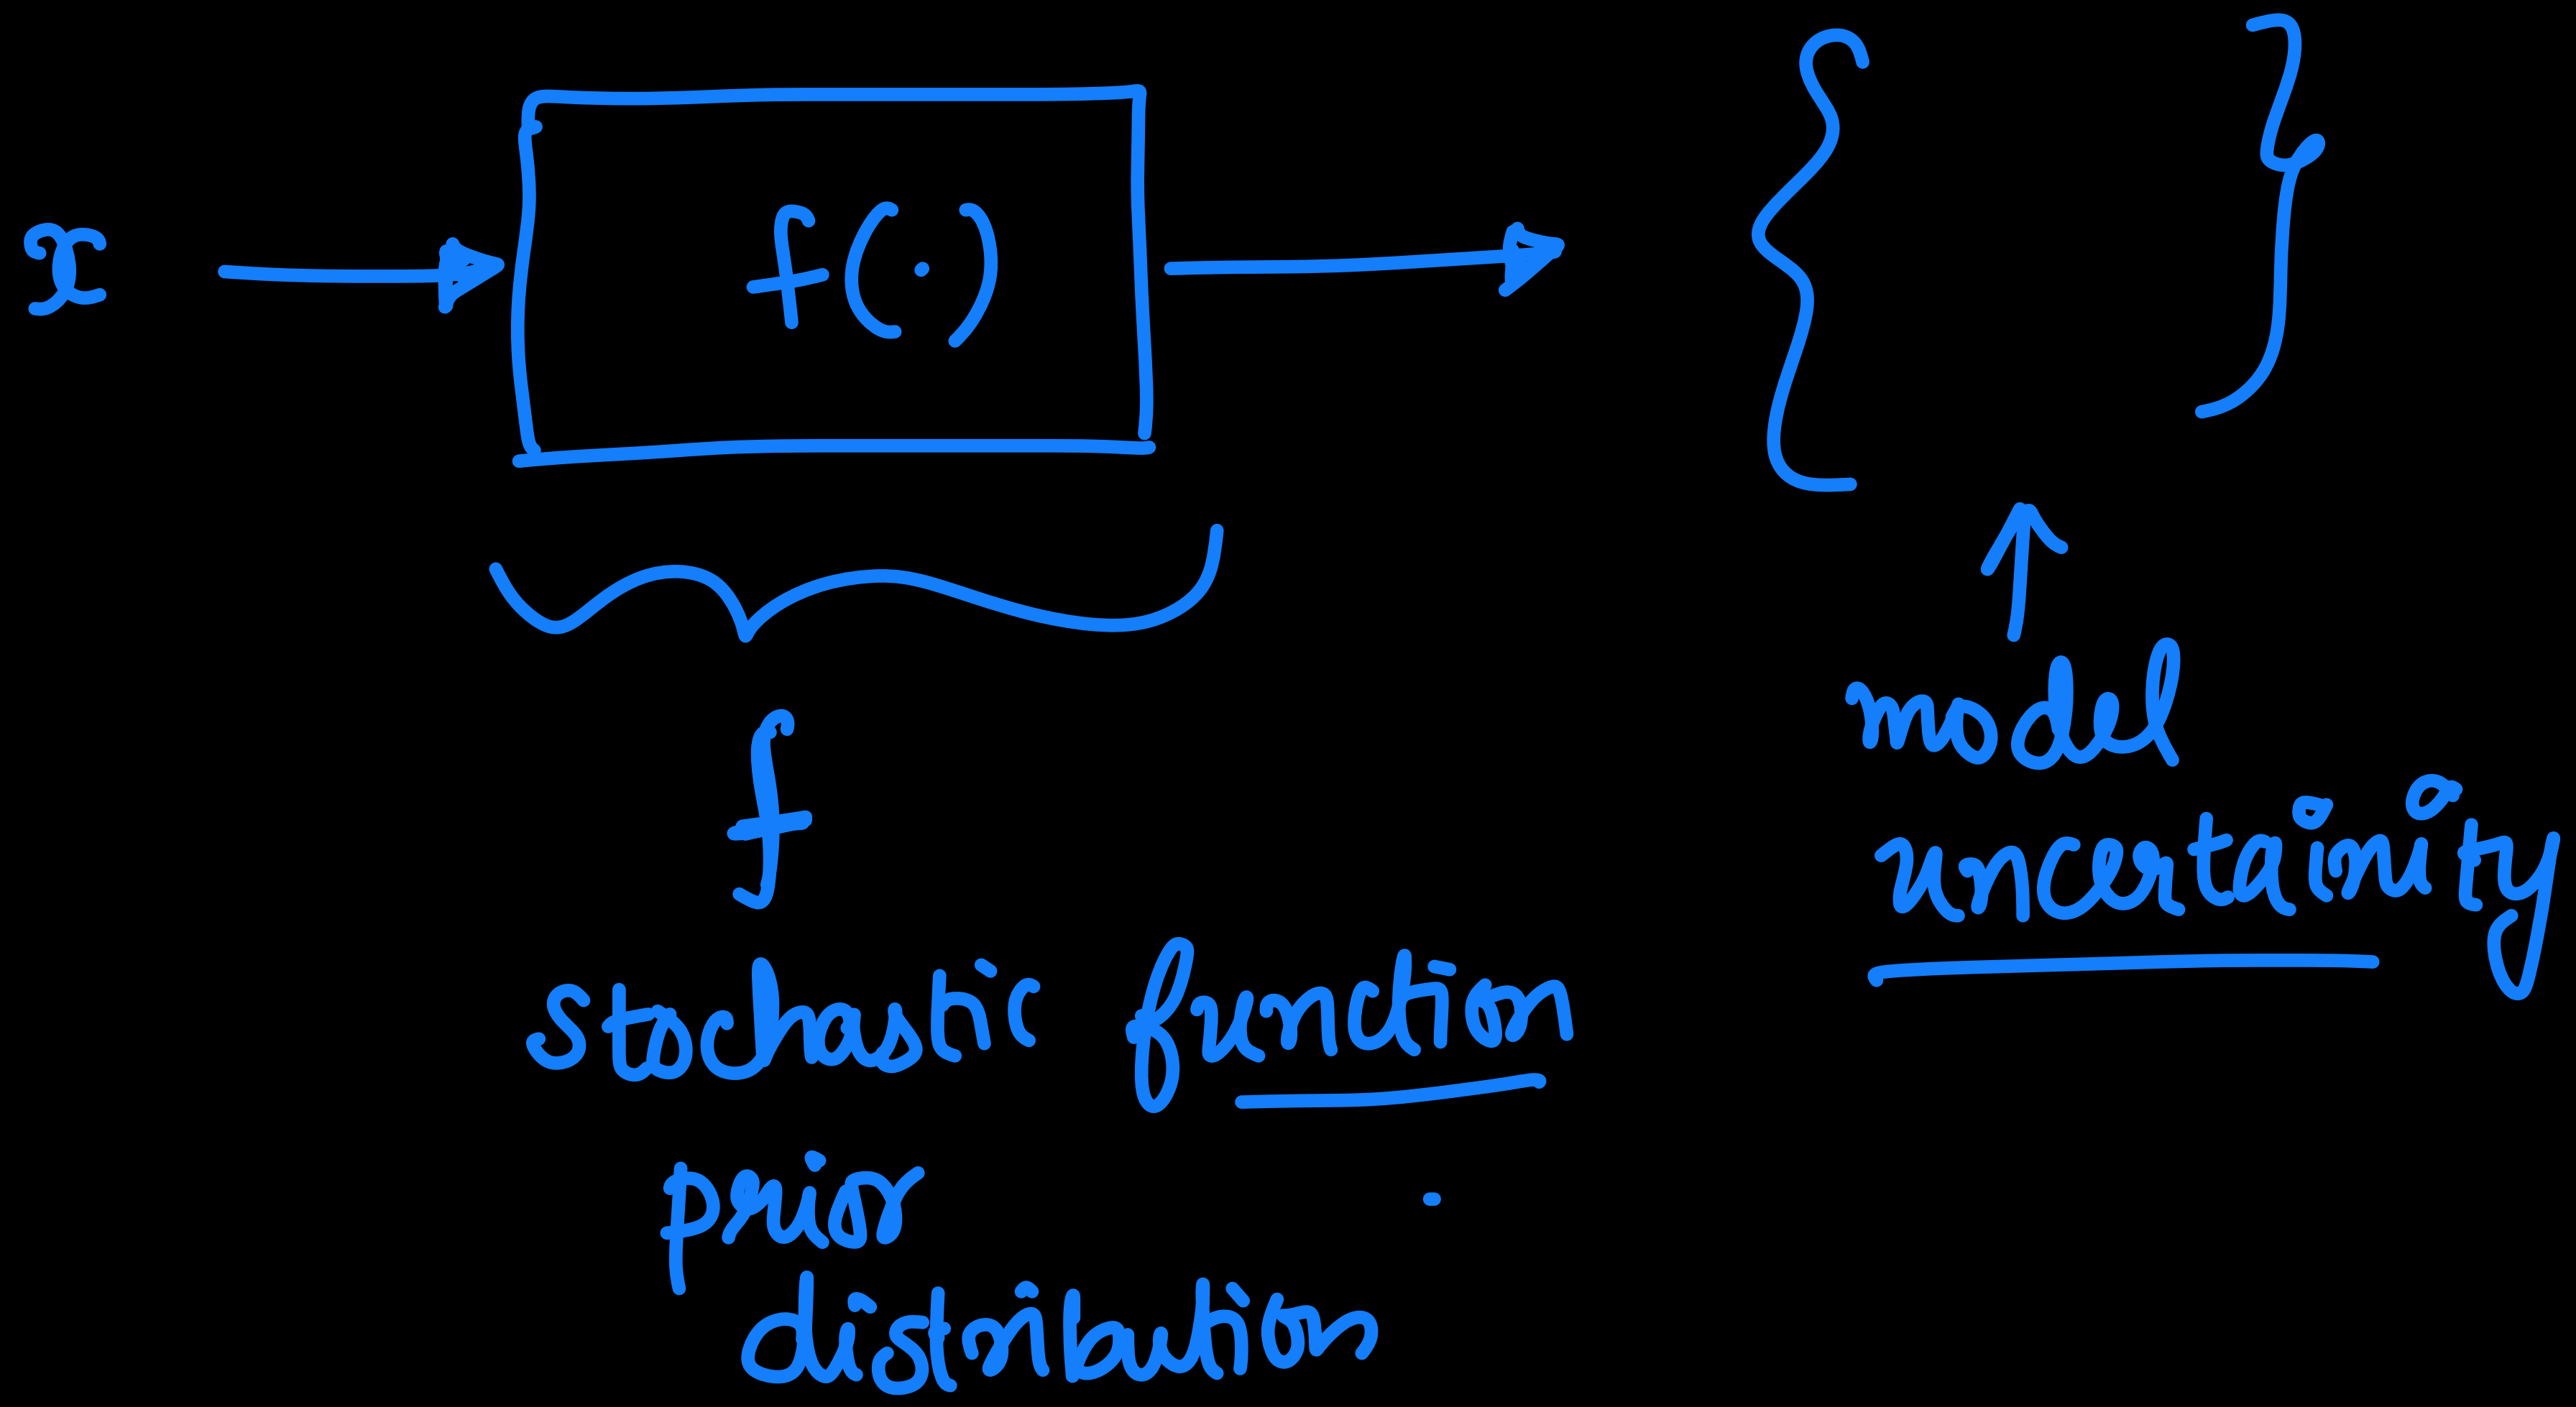 x → f(·) → { }
f
model
uncertainity
stochastic function
prior
distribution